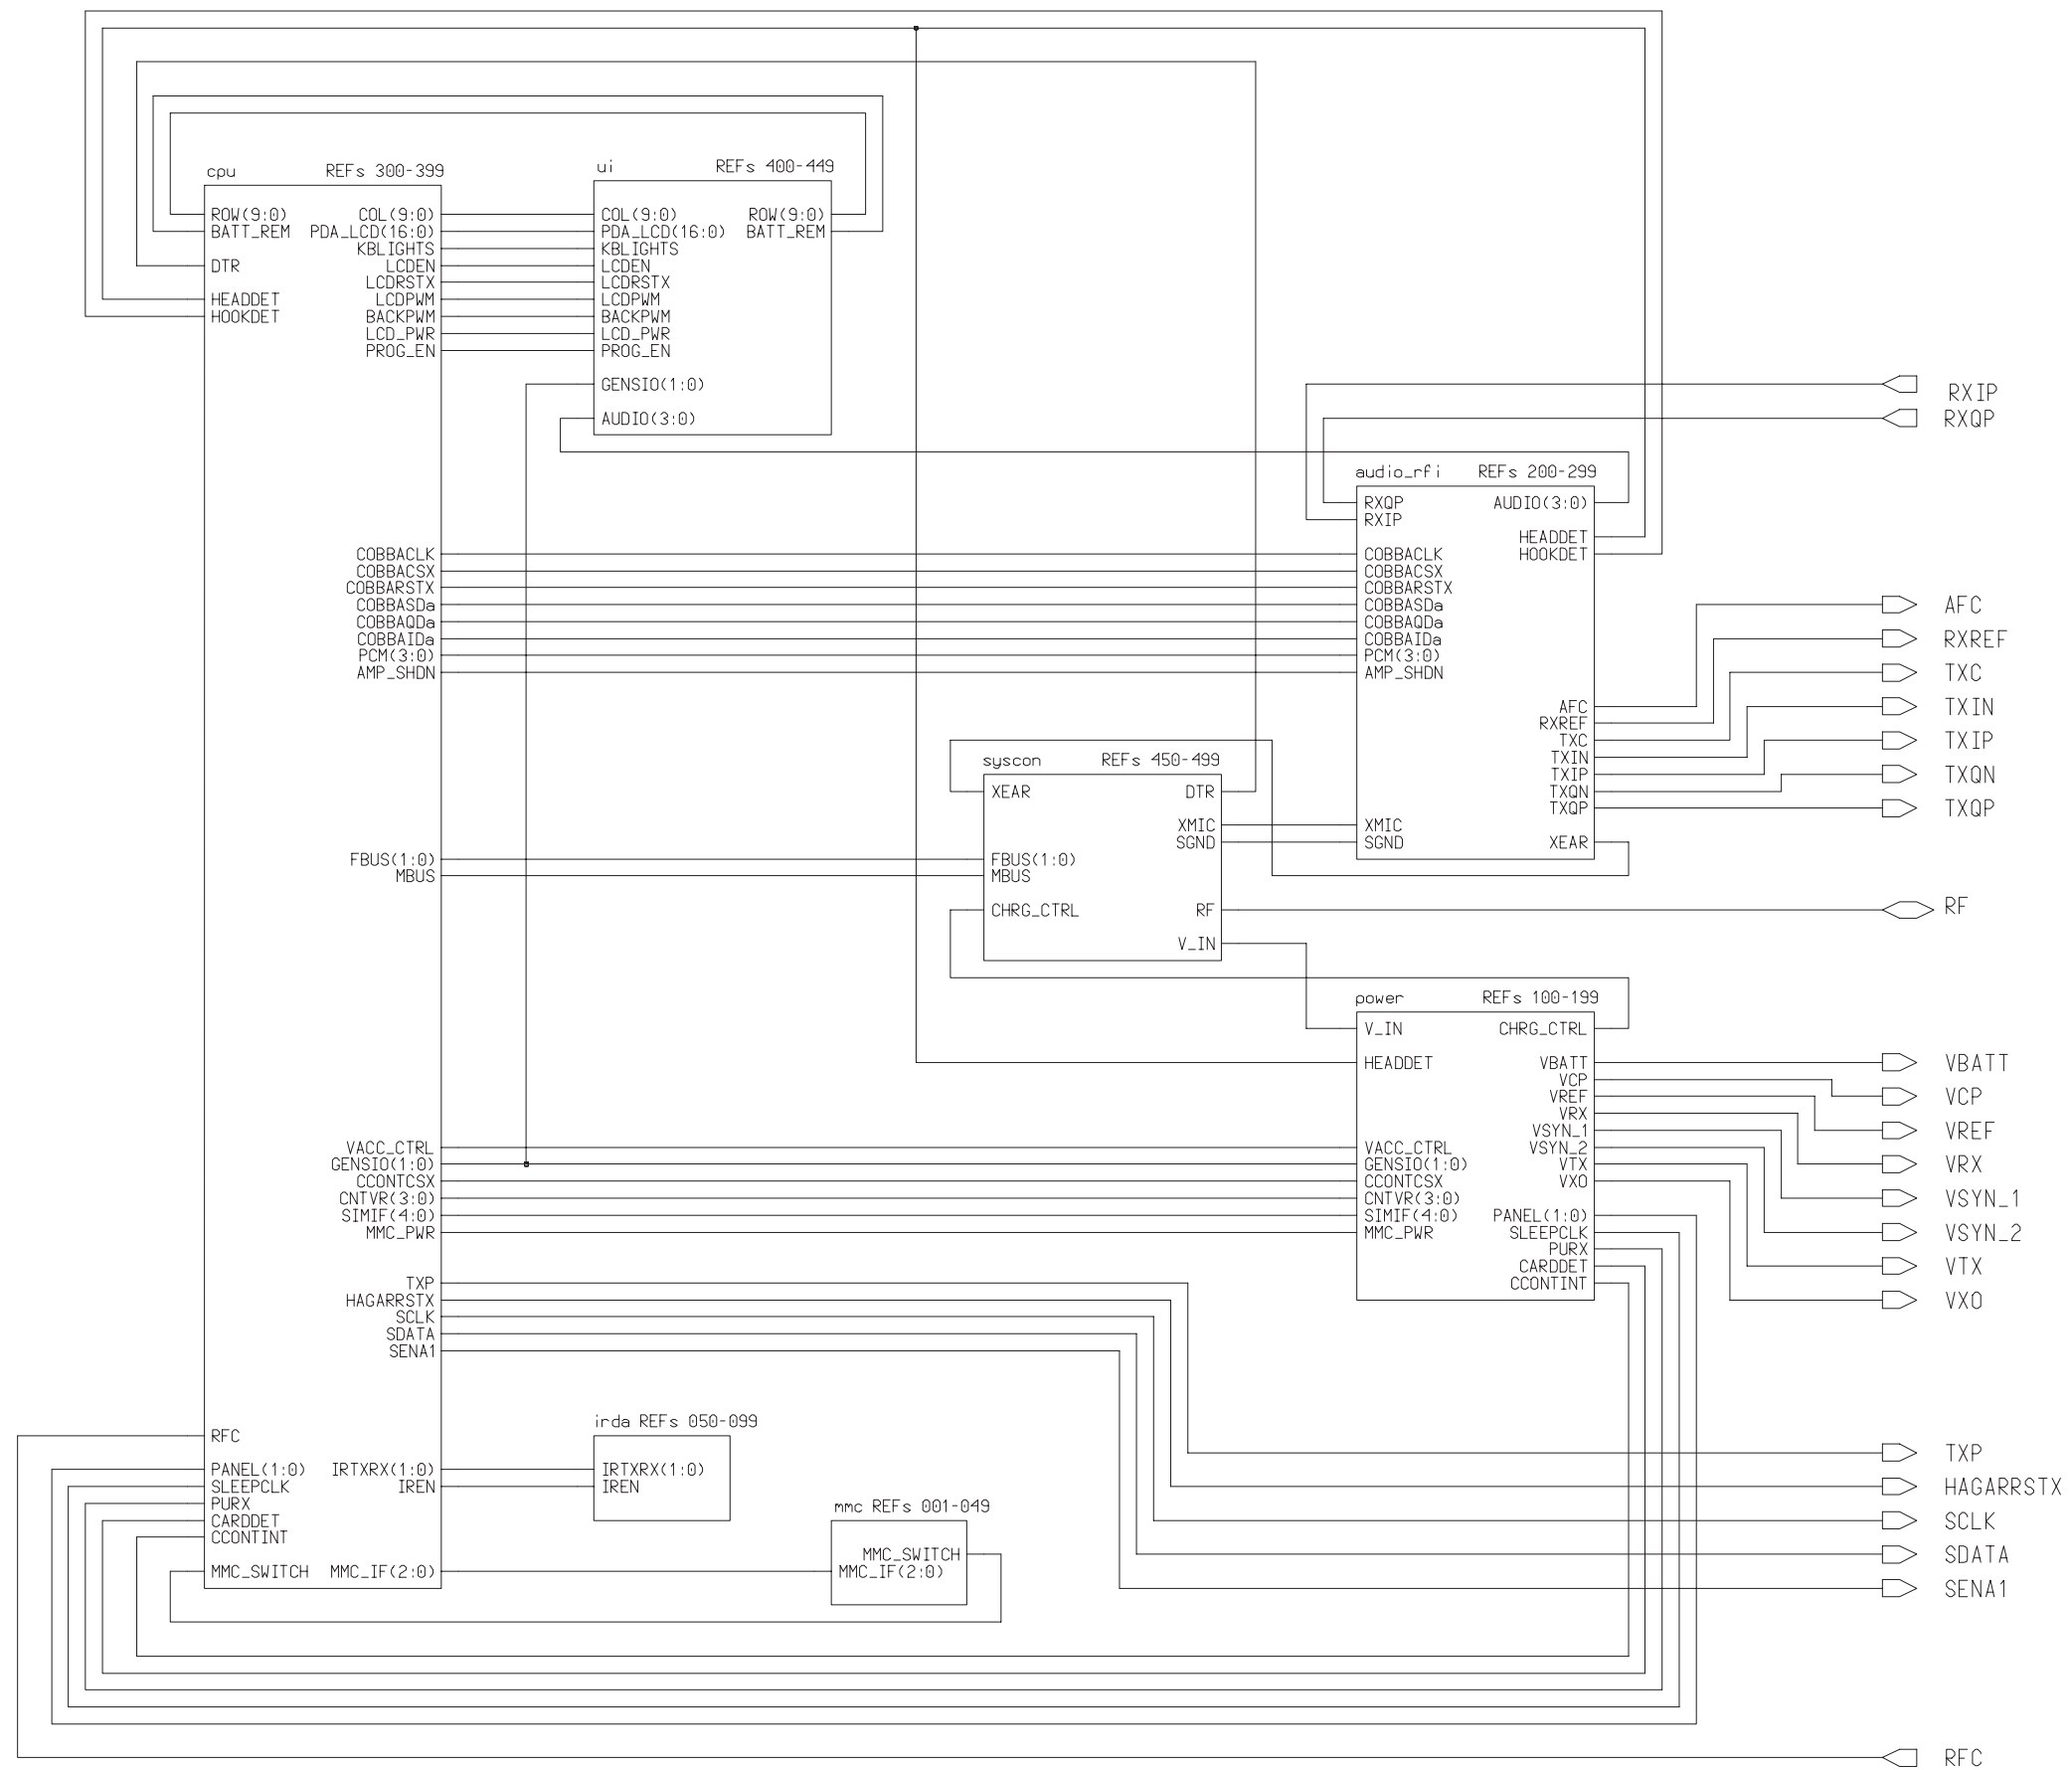 cpu REFs 300-399
ROW(9:0) COL(9:0)
BATT_REM PDA_LCD(16:0)
KBLIGHTS
DTR LCDEN
LCDRSTX
HEADDET LCDPWM
HOOKDET BACKPWM
LCD_PWR
PROG_EN
COBBACLK
COBBACSX
COBBARSTX
COBBASDa
COBBAQDa
COBBAIDa
PCM(3:0)
AMP_SHDN
FBUS(1:0)
MBUS
VACC_CTRL
GENSIO(1:0)
CCONTCSX
CNTVR(3:0)
SIMIF(4:0)
MMC_PWR
TXP
HAGARRSTX
SCLK
SDATA
SENA1
RFC
PANEL(1:0) IRTXRX(1:0)
SLEEPCLK IREN
PURX
CARDDET
CCONTINT
MMC_SWITCH MMC_IF(2:0)
ui REFs 400-449
COL(9:0) ROW(9:0)
PDA_LCD(16:0) BATT_REM
KBLIGHTS
LCDEN
LCDRSTX
LCDPWM
BACKPWM
LCD_PWR
PROG_EN
GENSIO(1:0)
AUDIO(3:0)
irda REFs 050-099
IRTXRX(1:0)
IREN
mmc REFs 001-049
MMC_SWITCH
MMC_IF(2:0)
syscon REFs 450-499
XEAR DTR
XMIC
SGND
FBUS(1:0)
MBUS
CHRG_CTRL RF
V_IN
audio_rfi REFs 200-299
RXQP AUDIO(3:0)
RXIP
HEADDET
COBBACLK HOOKDET
COBBACSX
COBBARSTX
COBBASDa
COBBAQDa
COBBAIDa
PCM(3:0)
AMP_SHDN
AFC
RXREF
TXC
TXIN
TXIP
TXQN
TXQP
XMIC
SGND XEAR
power REFs 100-199
V_IN CHRG_CTRL
HEADDET VBATT
VCP
VREF
VRX
VSYN_1
VACC_CTRL VSYN_2
GENSIO(1:0) VTX
CCONTCSX VXO
CNTVR(3:0)
SIMIF(4:0) PANEL(1:0)
MMC_PWR SLEEPCLK
PURX
CARDDET
CCONTINT
RXIP
RXQP
AFC
RXREF
TXC
TXIN
TXIP
TXQN
TXQP
RF
VBATT
VCP
VREF
VRX
VSYN_1
VSYN_2
VTX
VXO
TXP
HAGARRSTX
SCLK
SDATA
SENA1
RFC